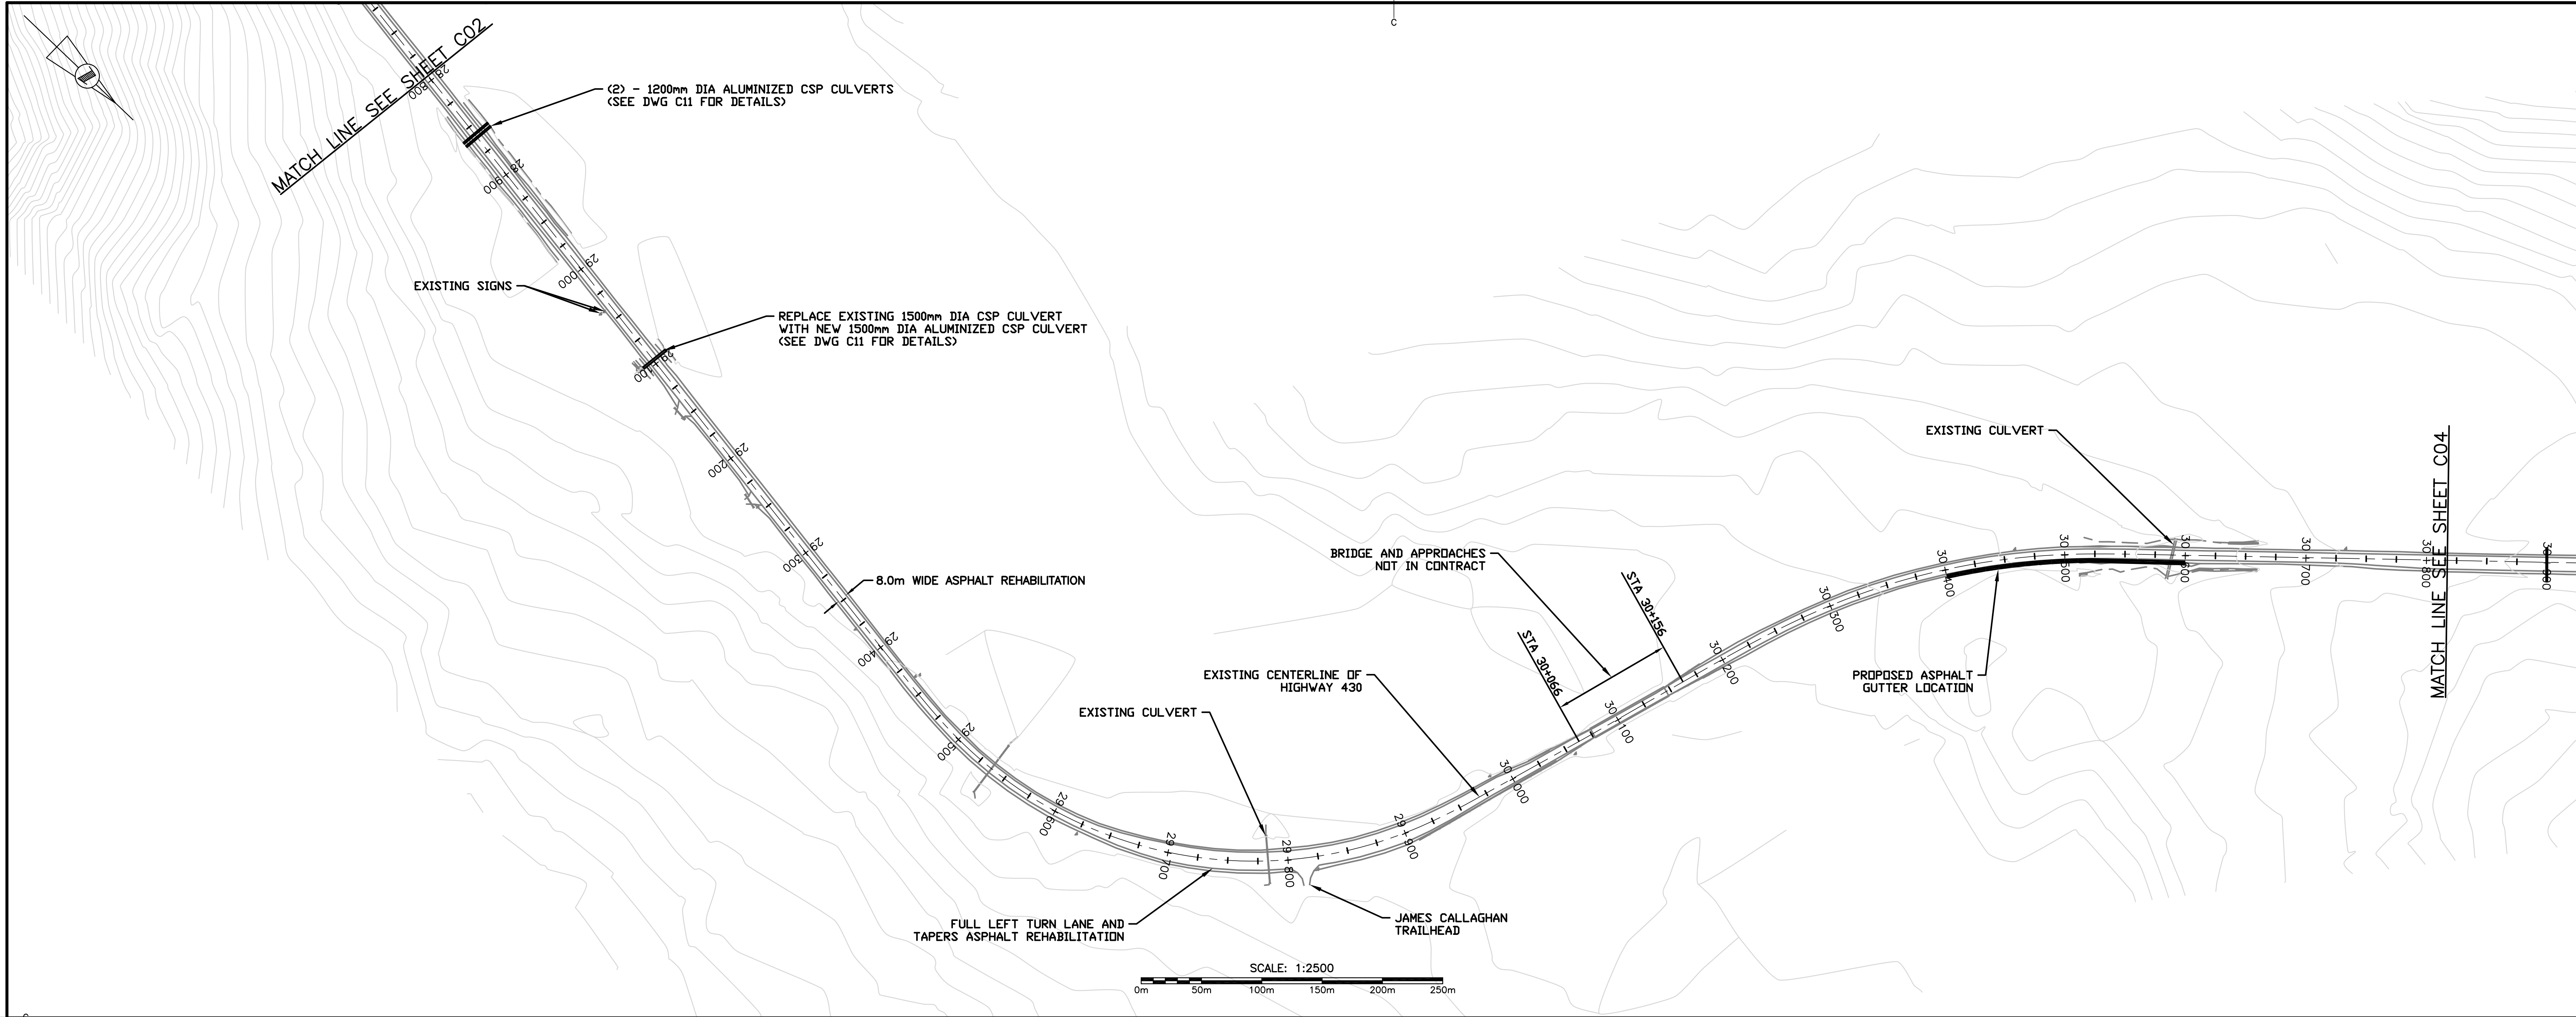 C
MATCH LINE SEE SHEET C02
28+800
(2) - 1200mm DIA ALUMINIZED CSP CULVERTS
(SEE DWG C11 FOR DETAILS)
28+900
29+000
EXISTING SIGNS
REPLACE EXISTING 1500mm DIA CSP CULVERT
WITH NEW 1500mm DIA ALUMINIZED CSP CULVERT
(SEE DWG C11 FOR DETAILS)
29+100
29+200
29+300
8.0m WIDE ASPHALT REHABILITATION
29+400
29+500
29+600
29+700
29+800
29+900
30+000
EXISTING CULVERT
EXISTING CENTERLINE OF
HIGHWAY 430
BRIDGE AND APPROACHES
NOT IN CONTRACT
STA 30+066
STA 30+156
30+100
30+200
30+300
30+400
30+500
30+600
30+700
30+800
30+900
EXISTING CULVERT
PROPOSED ASPHALT
GUTTER LOCATION
MATCH LINE SEE SHEET C04
FULL LEFT TURN LANE AND
TAPERS ASPHALT REHABILITATION
JAMES CALLAGHAN
TRAILHEAD
SCALE: 1:2500
0m 50m 100m 150m 200m 250m